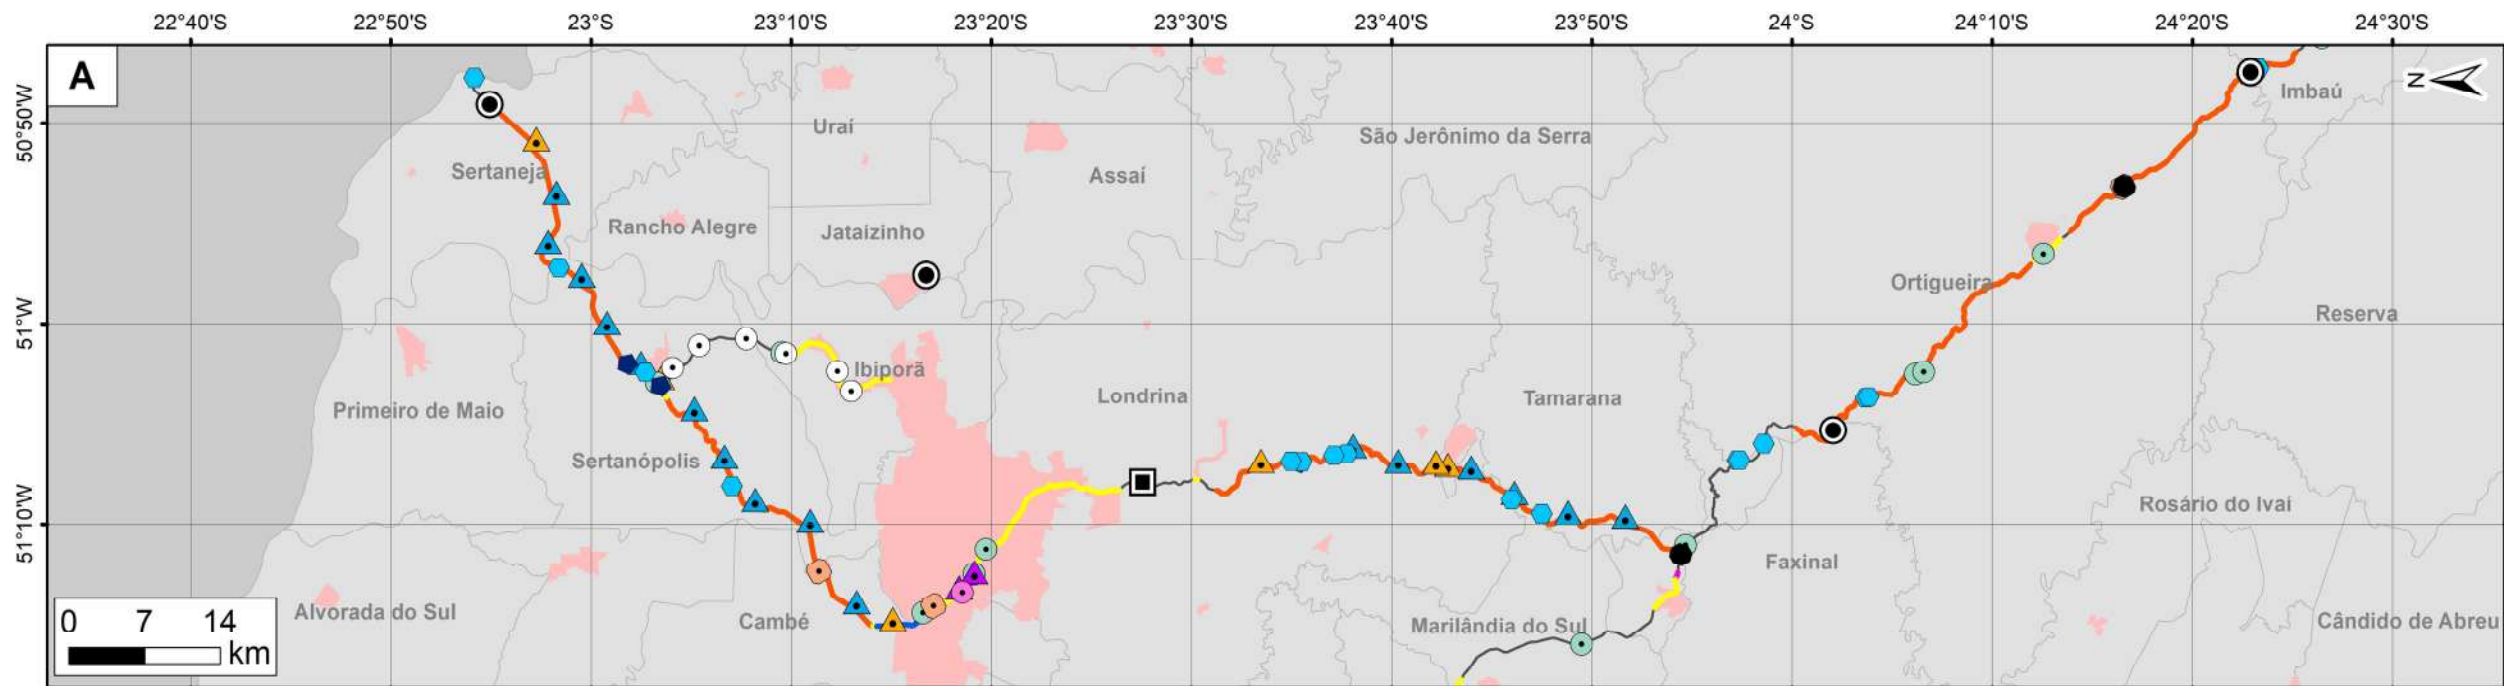 22°40'S 22°50'S 23°S 23°10'S 23°20'S 23°30'S 23°40'S 23°50'S 24°S 24°10'S 24°20'S 24°30'S
A
N
50°50'W
51°W
51°10'W
Imbaú
Uraí
São Jerônimo da Serra
Sertaneja
Assaí
Rancho Alegre
Jataizinho
Ortigueira
Reserva
Ibiporã
Londrina
Tamarana
Primeiro de Maio
Sertanópolis
Rosário do Ivaí
Faxinal
Alvorada do Sul
Cambé
Marilândia do Sul
Cândido de Abreu
0 7 14
km